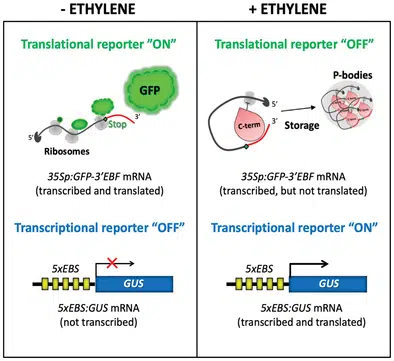 - ETHYLENE
+ ETHYLENE
Translational reporter "ON"
GFP
Stop
5'
3'
Ribosomes
35Sp:GFP-3'EBF mRNA
(transcribed and translated)
Translational reporter "OFF"
P-bodies
5'
C-term
3'
Storage
35Sp:GFP-3'EBF mRNA
(transcribed, but not translated)
Transcriptional reporter "OFF"
5xEBS
GUS
5xEBS:GUS mRNA
(not transcribed)
Transcriptional reporter "ON"
5xEBS
GUS
5xEBS:GUS mRNA
(transcribed and translated)